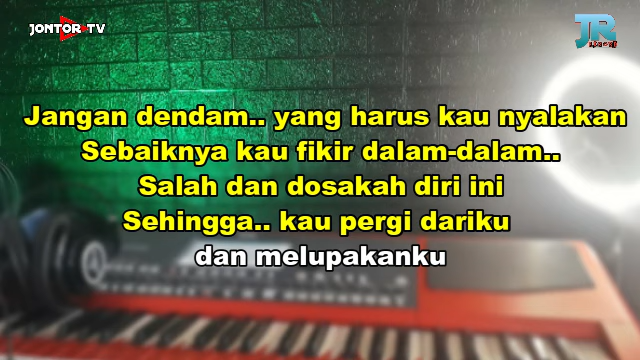 JONTOR TV
JR
Jangan dendam.. yang harus kau nyalakan
Sebaiknya kau fikir dalam-dalam..
Salah dan dosakah diri ini
Sehingga.. kau pergi dariku
dan melupakanku